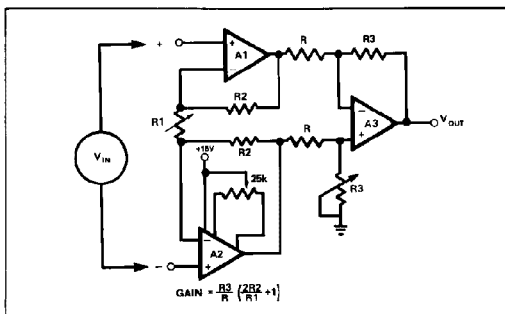 +
+
A1
−
R
R3
R2
R1
−
A3
+
VOUT
R2
R
+15V
VIN
25k
R3
−
A2
−
+
GAIN = R3/R (2R2/R1 +1)